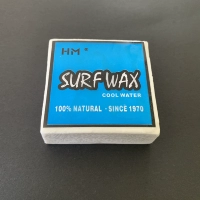 HM®
SURF WAX
COOL WATER
100% NATURAL - SINCE 1970